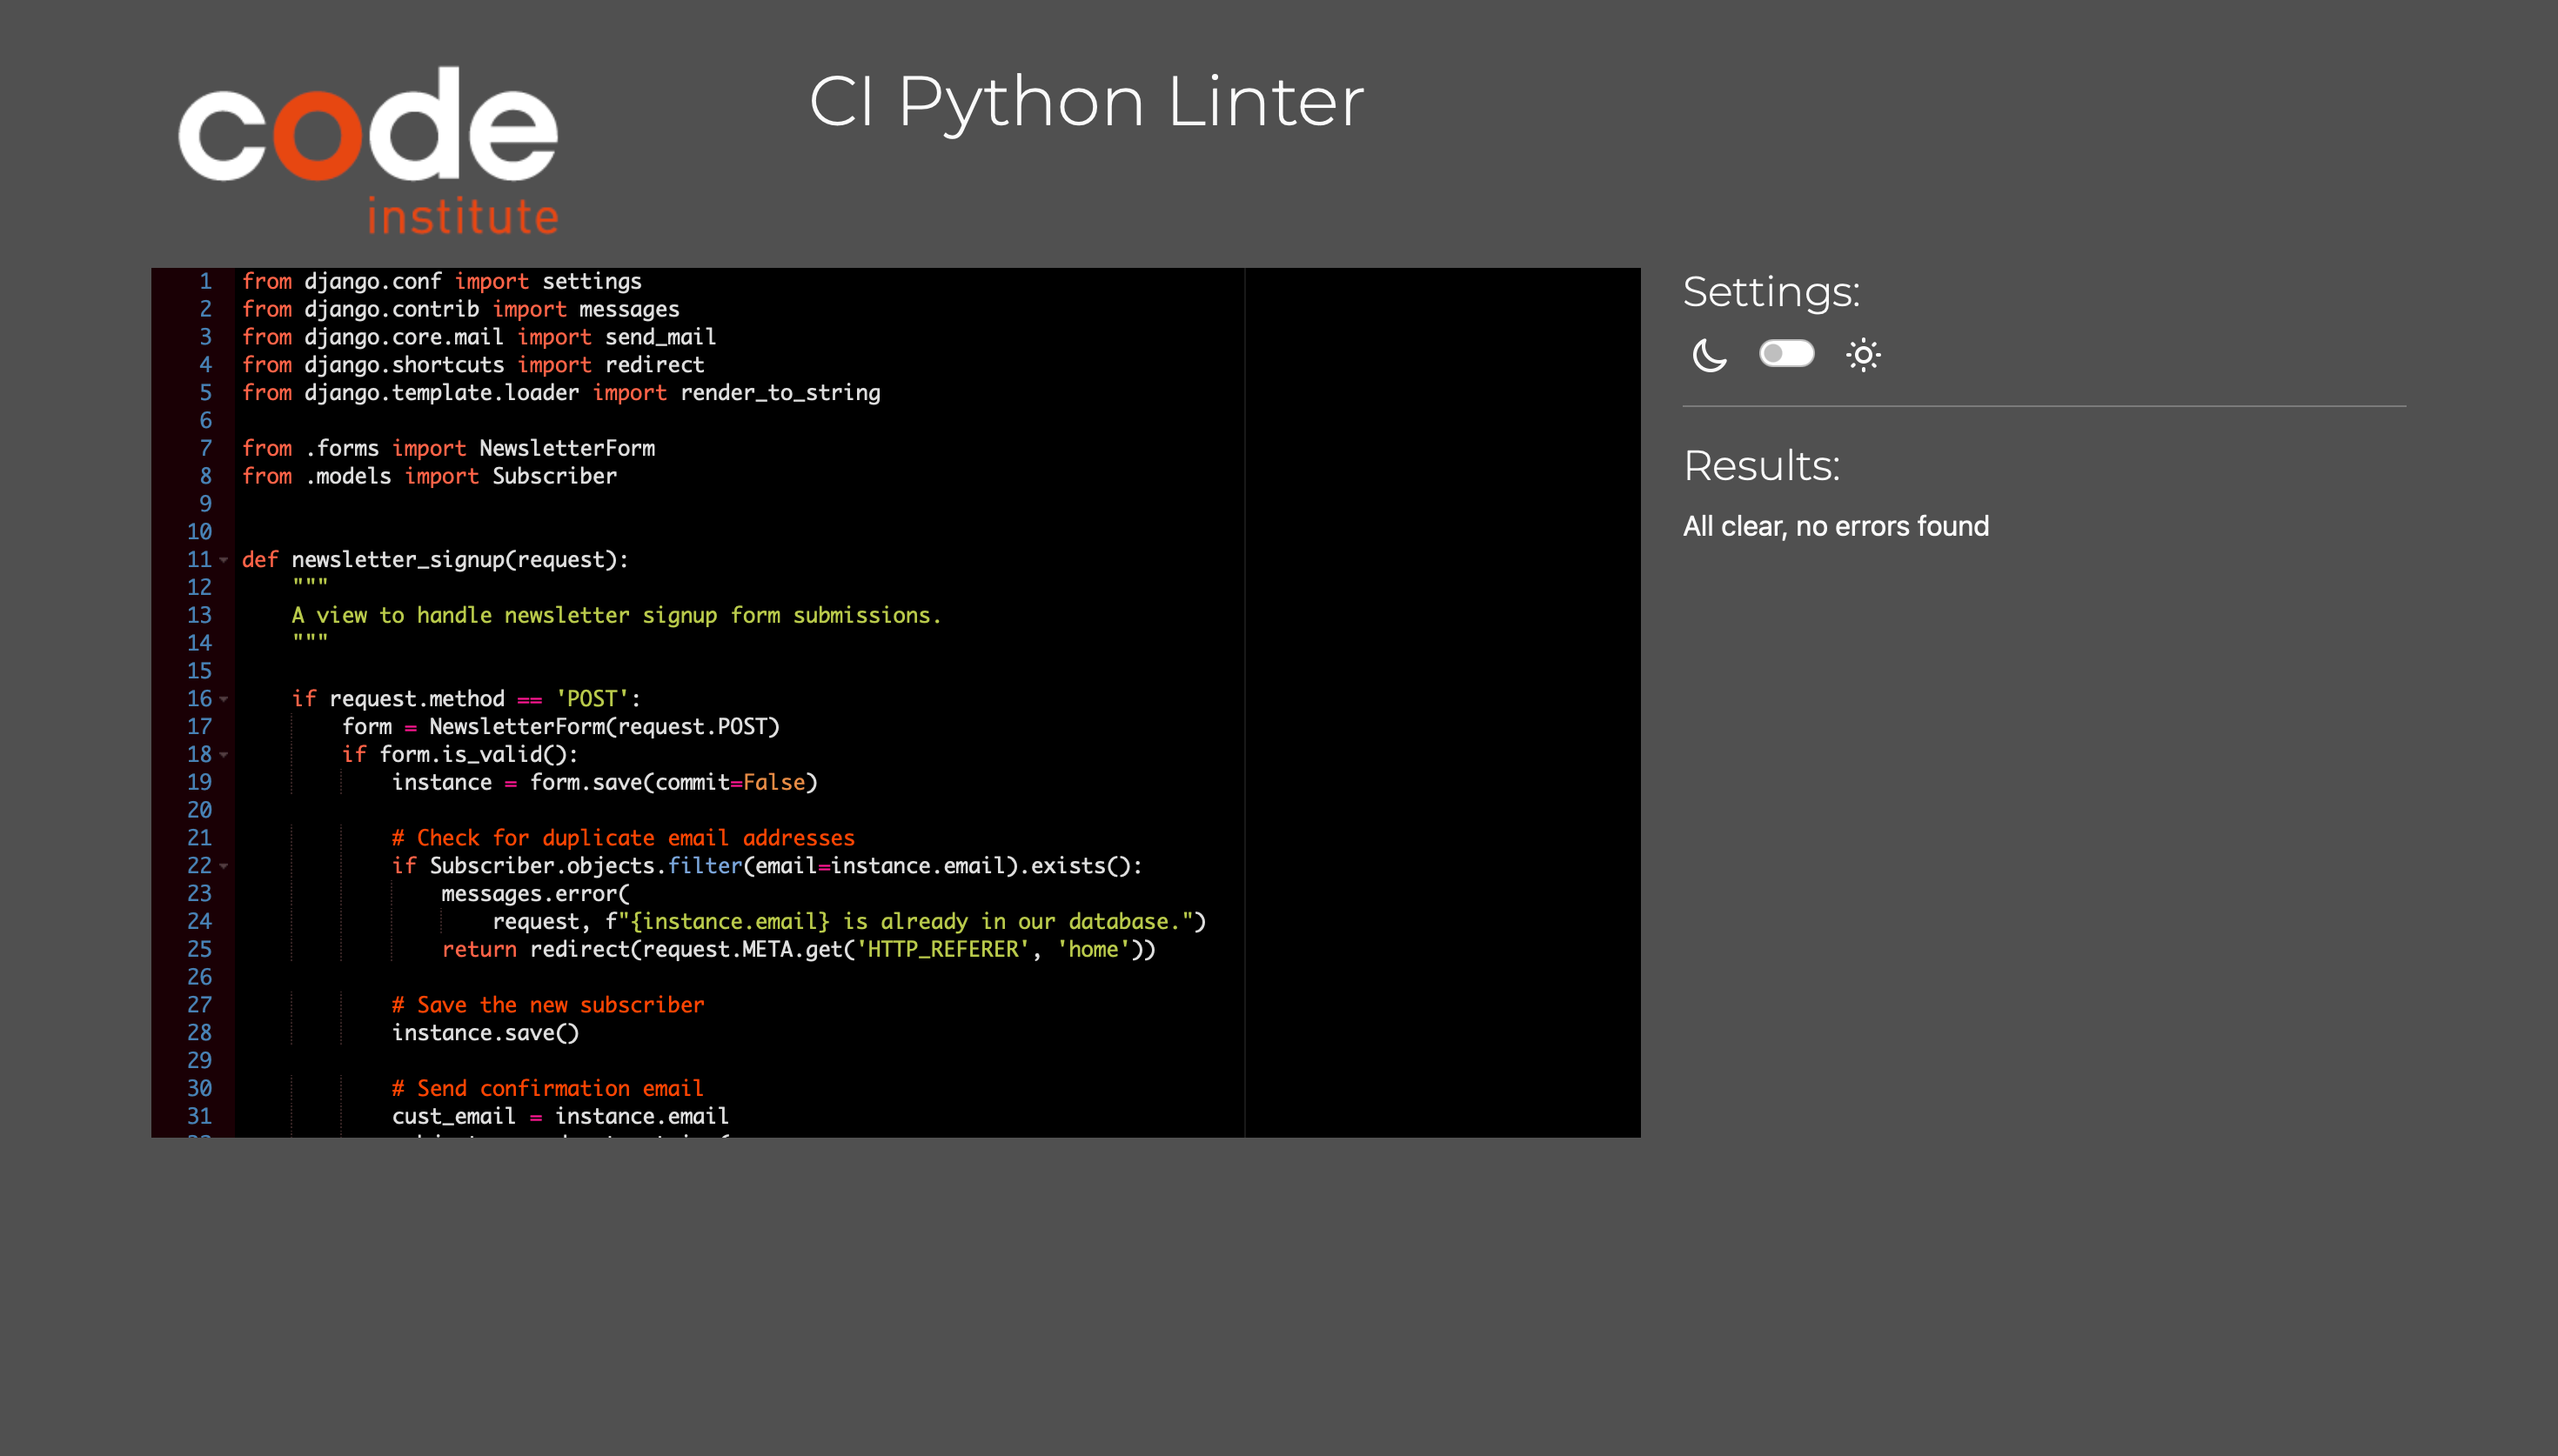 code
institute
CI Python Linter
1 from django.conf import settings
2 from django.contrib import messages
3 from django.core.mail import send_mail
4 from django.shortcuts import redirect
5 from django.template.loader import render_to_string
6
7 from .forms import NewsletterForm
8 from .models import Subscriber
9
10
11 def newsletter_signup(request):
12     """
13     A view to handle newsletter signup form submissions.
14     """
15
16     if request.method == 'POST':
17         form = NewsletterForm(request.POST)
18         if form.is_valid():
19             instance = form.save(commit=False)
20
21             # Check for duplicate email addresses
22             if Subscriber.objects.filter(email=instance.email).exists():
23                 messages.error(
24                     request, f"{instance.email} is already in our database.")
25                 return redirect(request.META.get('HTTP_REFERER', 'home'))
26
27             # Save the new subscriber
28             instance.save()
29
30             # Send confirmation email
31             cust_email = instance.email
Settings:
Results:
All clear, no errors found